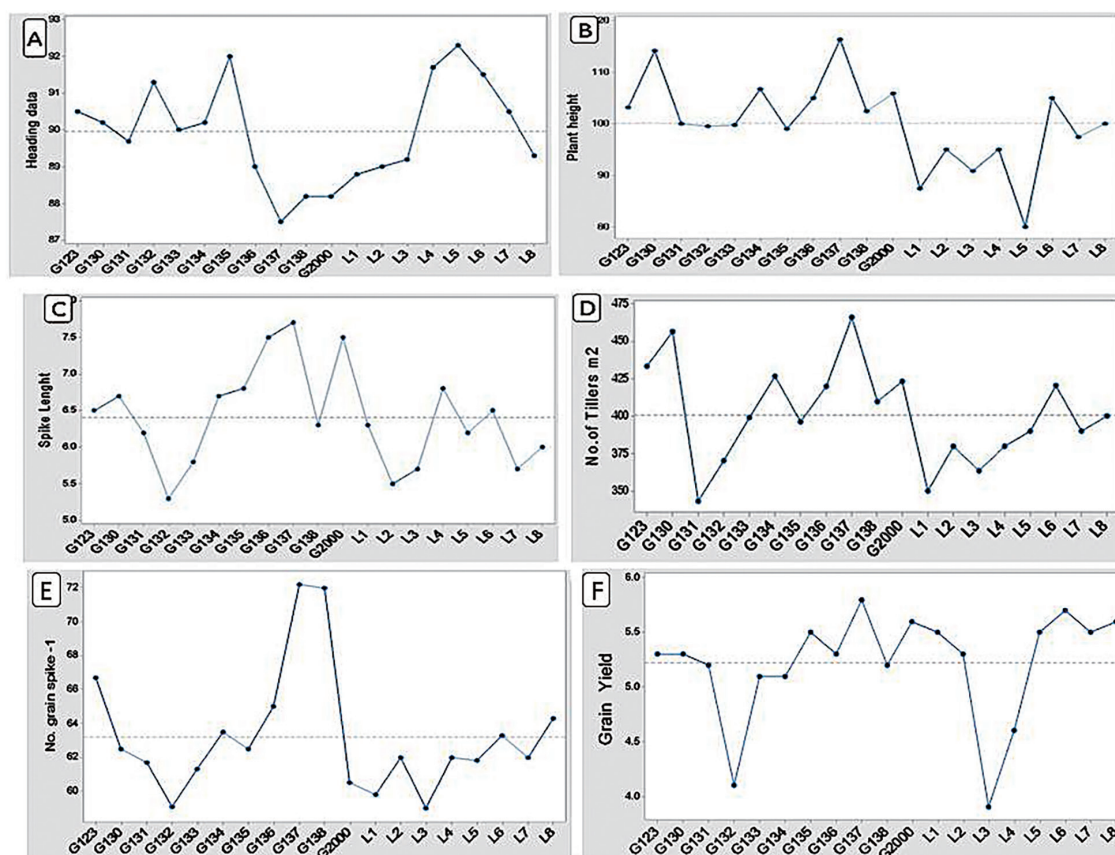 A
Heading data
93
92
91
90
89
88
87
G123 G130 G131 G132 G133 G134 G135 G136 G137 G138 G2000 L1 L2 L3 L4 L5 L6 L7 L8
B
Plant height
120
110
100
90
80
G123 G130 G131 G132 G133 G134 G135 G136 G137 G138 G2000 L1 L2 L3 L4 L5 L6 L7 L8
C
Spike Lenght
7.5
7.0
6.5
6.0
5.5
5.0
G123 G130 G131 G132 G133 G134 G135 G136 G137 G138 G2000 L1 L2 L3 L4 L5 L6 L7 L8
D
No.of Tillers m2
475
450
425
400
375
350
G123 G130 G131 G132 G133 G134 G135 G136 G137 G138 G2000 L1 L2 L3 L4 L5 L6 L7 L8
E
No. grain spike -1
72
70
68
66
64
62
60
G123 G130 G131 G132 G133 G134 G135 G136 G137 G138 G2000 L1 L2 L3 L4 L5 L6 L7 L8
F
Grain Yield
6.0
5.5
5.0
4.5
4.0
G123 G130 G131 G132 G133 G134 G135 G136 G137 G138 G2000 L1 L2 L3 L4 L5 L6 L7 L8